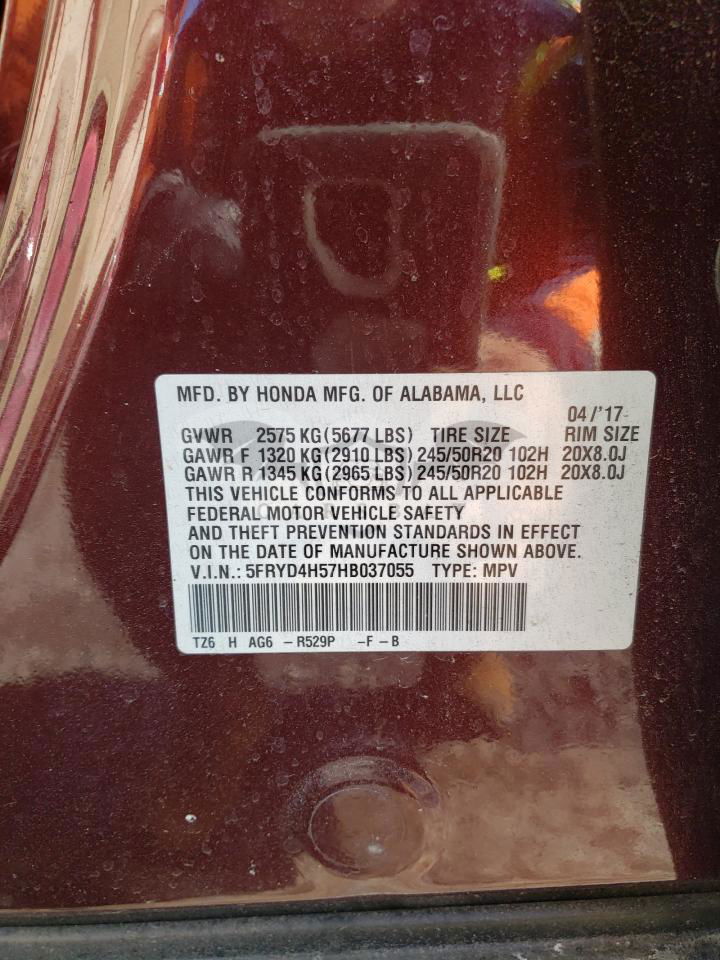 MFD. BY HONDA MFG. OF ALABAMA, LLC
04/'17
GVWR 2575 KG(5677 LBS) TIRE SIZE RIM SIZE
GAWR F 1320 KG(2910 LBS) 245/50R20 102H 20X8.0J
GAWR R 1345 KG(2965 LBS) 245/50R20 102H 20X8.0J
THIS VEHICLE CONFORMS TO ALL APPLICABLE
FEDERAL MOTOR VEHICLE SAFETY
AND THEFT PREVENTION STANDARDS IN EFFECT
ON THE DATE OF MANUFACTURE SHOWN ABOVE.
V.I.N.: 5FRYD4H57HB037055 TYPE: MPV
TZ6 H AG6 -R529P -F-B